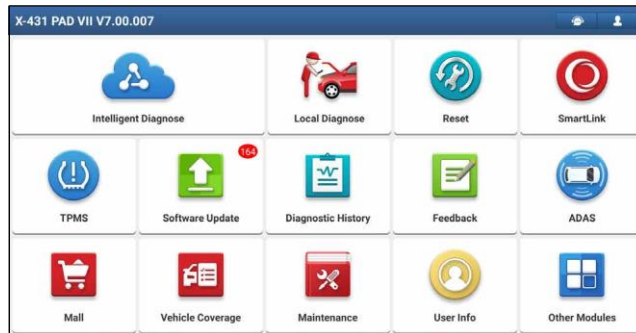 X-431 PAD VII V7.00.007
Intelligent Diagnose
Local Diagnose
Reset
SmartLink
164
TPMS
Software Update
Diagnostic History
Feedback
ADAS
Mall
Vehicle Coverage
Maintenance
User Info
Other Modules